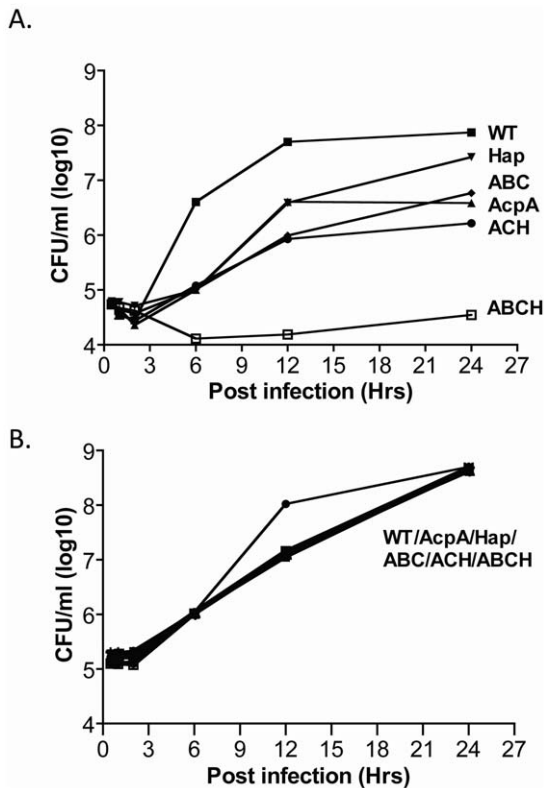 A.
9
8
7
6
5
4
CFU/ml (log10)
WT
Hap
ABC
AcpA
ACH
ABCH
0 3 6 9 12 15 18 21 24 27
Post infection (Hrs)
B.
9
8
7
6
5
4
CFU/ml (log10)
WT/AcpA/Hap/
ABC/ACH/ABCH
0 3 6 9 12 15 18 21 24 27
Post infection (Hrs)